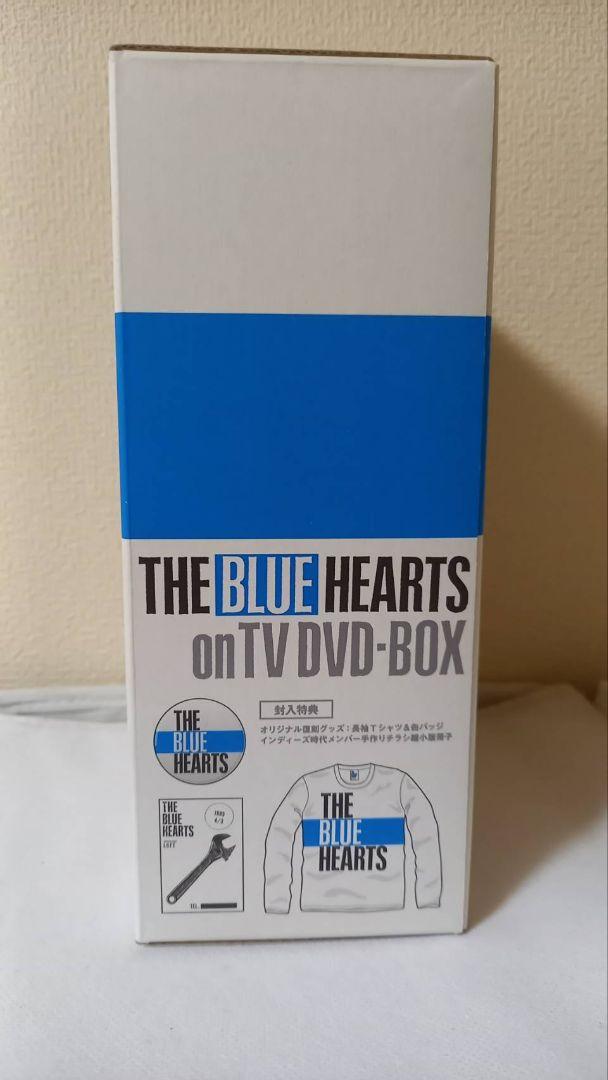 THE BLUE HEARTS
on TV DVD-BOX
封入特典
オリジナル復刻グッズ：長袖Tシャツ&缶バッジ
インディーズ時代メンバー手作りチラシ縮小版冊子
THE
BLUE
HEARTS
THE
BLUE
HEARTS
LOFT
THE
BLUE
HEARTS